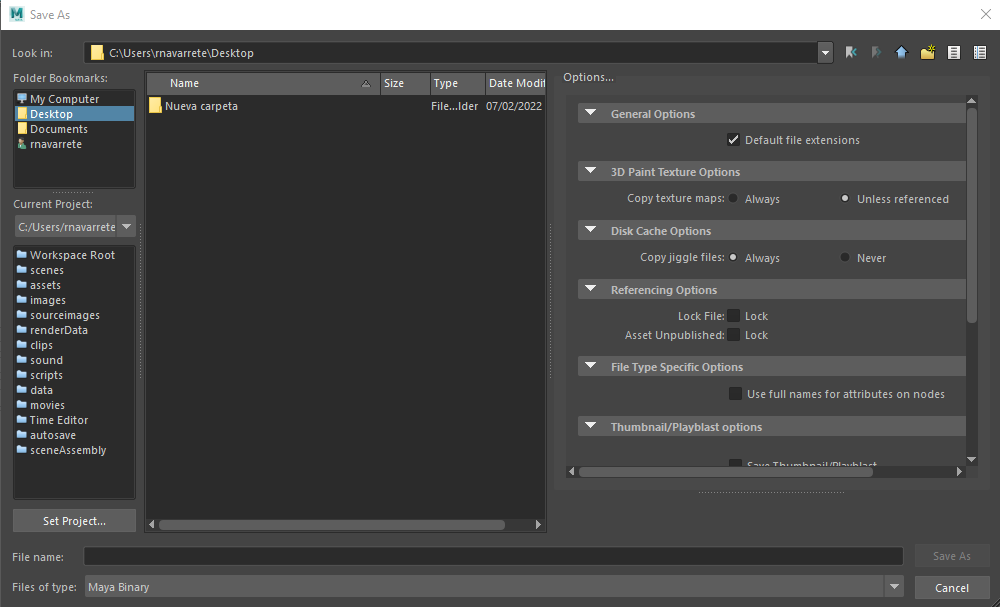 Save As
Look in:
C:\Users\rnavarrete\Desktop
Folder Bookmarks:
My Computer
Desktop
Documents
rnavarrete
Current Project:
C:/Users/rnavarrete
Workspace Root
scenes
assets
images
sourceimages
renderData
clips
sound
scripts
data
movies
Time Editor
autosave
sceneAssembly
Set Project...
Name Size Type Date Modif
Nueva carpeta File...lder 07/02/2022
Options...
General Options
Default file extensions
3D Paint Texture Options
Copy texture maps: Always Unless referenced
Disk Cache Options
Copy jiggle files: Always Never
Referencing Options
Lock File: Lock
Asset Unpublished: Lock
File Type Specific Options
Use full names for attributes on nodes
Thumbnail/Playblast options
Save Thumbnail/Playblast
File name:
Save As
Files of type: Maya Binary
Cancel